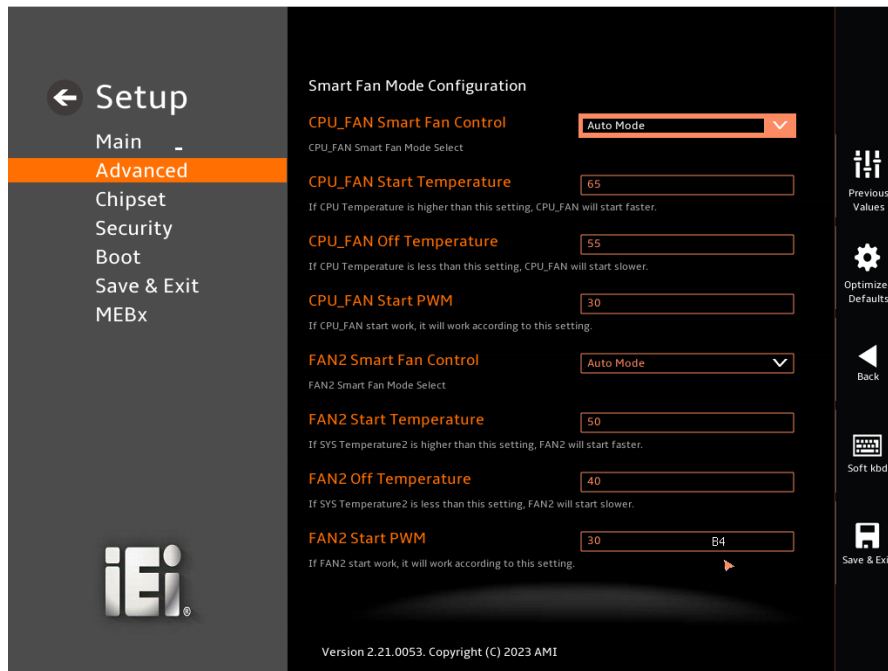 Setup
Main
Advanced
Chipset
Security
Boot
Save & Exit
MEBx
iEi®
Smart Fan Mode Configuration
CPU_FAN Smart Fan Control
Auto Mode
CPU_FAN Smart Fan Mode Select
CPU_FAN Start Temperature
65
If CPU Temperature is higher than this setting, CPU_FAN will start faster.
CPU_FAN Off Temperature
55
If CPU Temperature is less than this setting, CPU_FAN will start slower.
CPU_FAN Start PWM
30
If CPU_FAN start work, it will work according to this setting.
FAN2 Smart Fan Control
Auto Mode
FAN2 Smart Fan Mode Select
FAN2 Start Temperature
50
If SYS Temperature2 is higher than this setting, FAN2 will start faster.
FAN2 Off Temperature
40
If SYS Temperature2 is less than this setting, FAN2 will start slower.
FAN2 Start PWM
30
B4
If FAN2 start work, it will work according to this setting.
Version 2.21.0053. Copyright (C) 2023 AMI
Previous
Values
Optimize
Defaults
Back
Soft kbd
Save & Exi